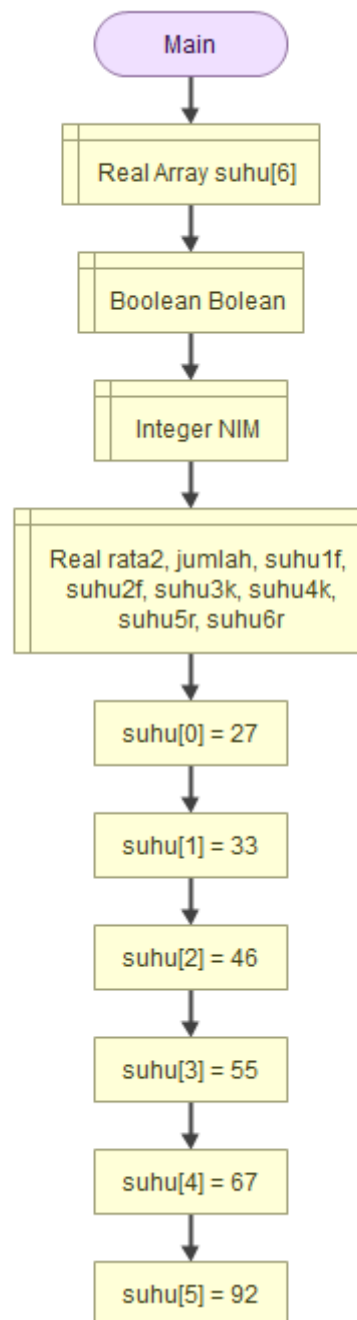 Main
Real Array suhu[6]
Boolean Bolean
Integer NIM
Real rata2, jumlah, suhu1f,
suhu2f, suhu3k, suhu4k,
suhu5r, suhu6r
suhu[0] = 27
suhu[1] = 33
suhu[2] = 46
suhu[3] = 55
suhu[4] = 67
suhu[5] = 92